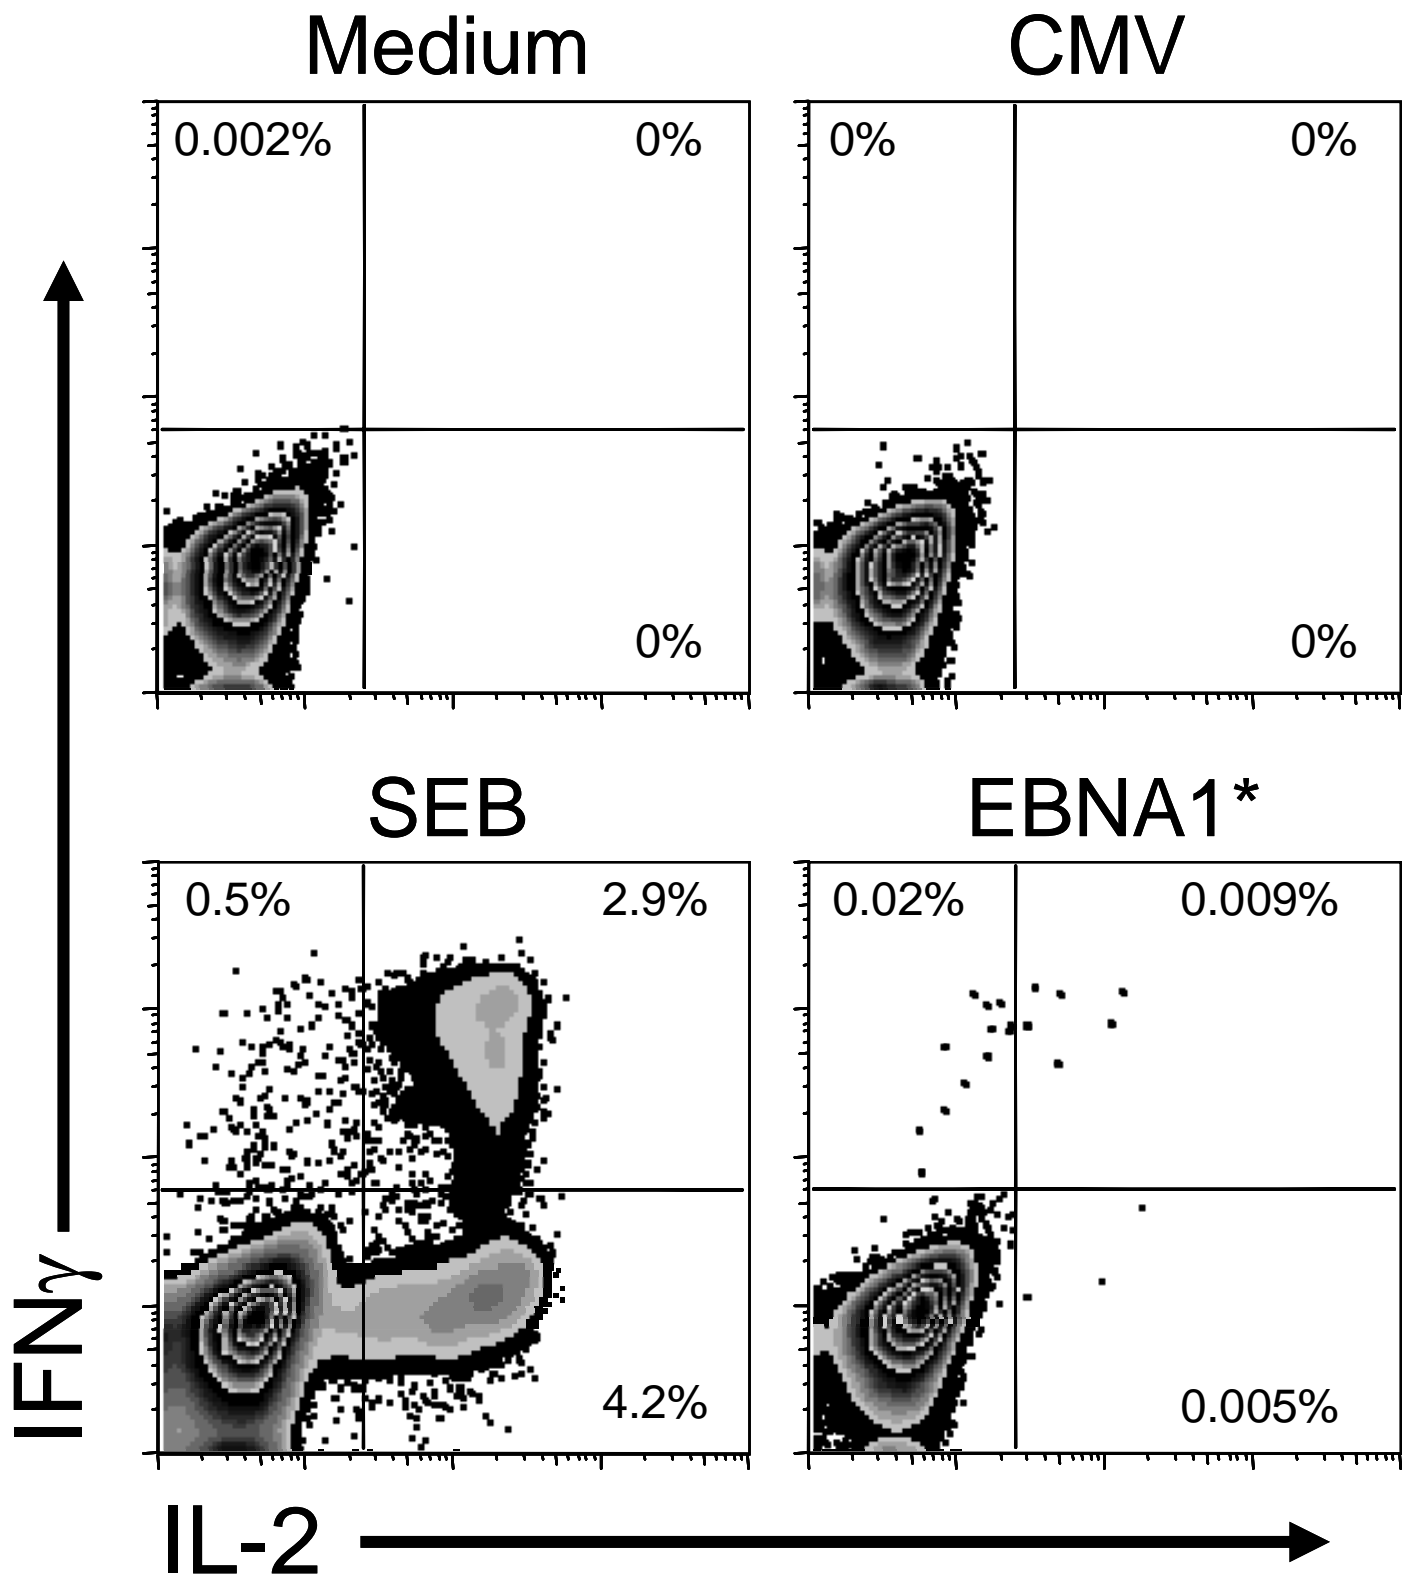 Medium
0.002% 0%
0%
CMV
0% 0%
0%
SEB
0.5% 2.9%
4.2%
EBNA1*
0.02% 0.009%
0.005%
IFNγ
IL-2